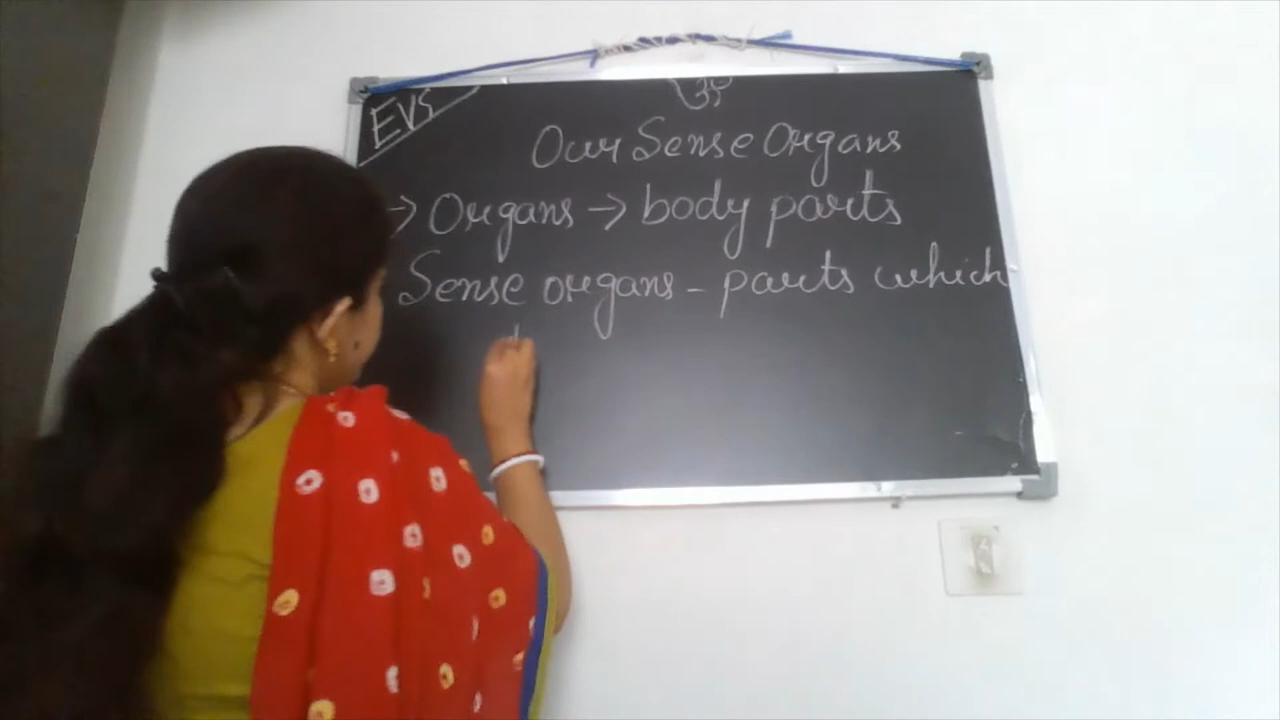 ॐ
EVS
Our Sense Organs
→ Organs → body parts
Sense organs - parts which